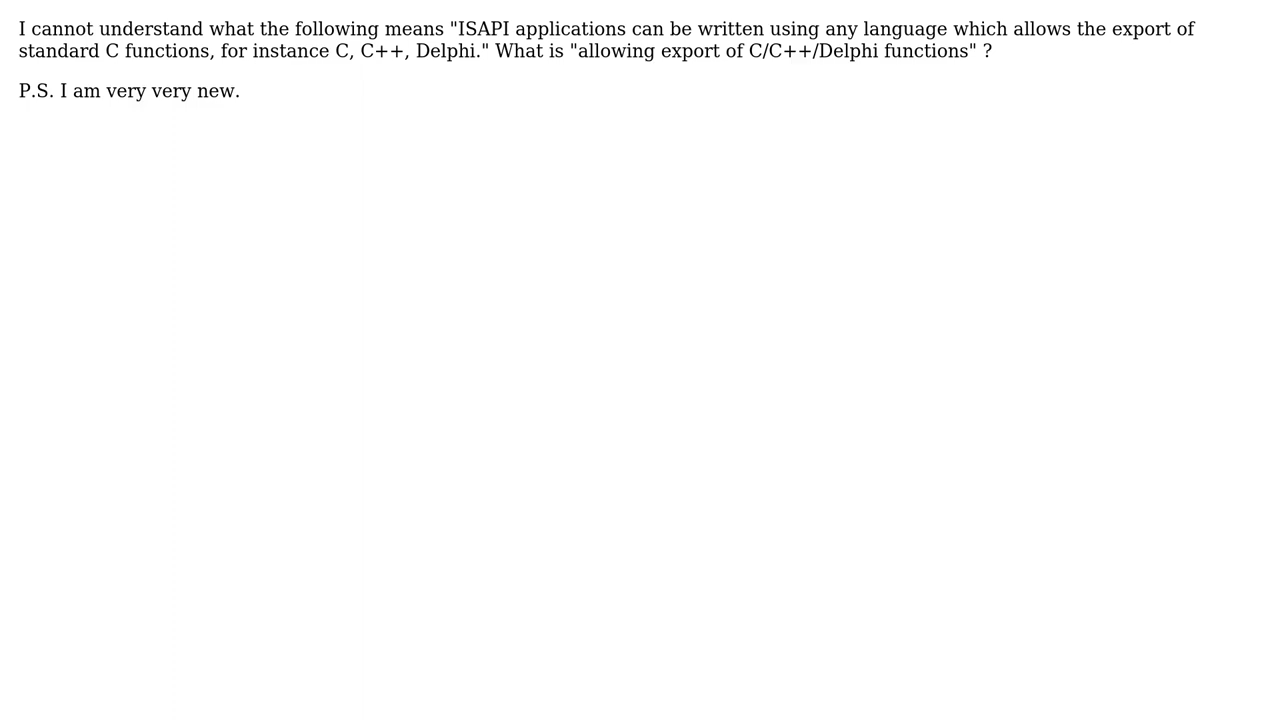 I cannot understand what the following means "ISAPI applications can be written using any language which allows the export of
standard C functions, for instance C, C++, Delphi." What is "allowing export of C/C++/Delphi functions" ?
P.S. I am very very new.